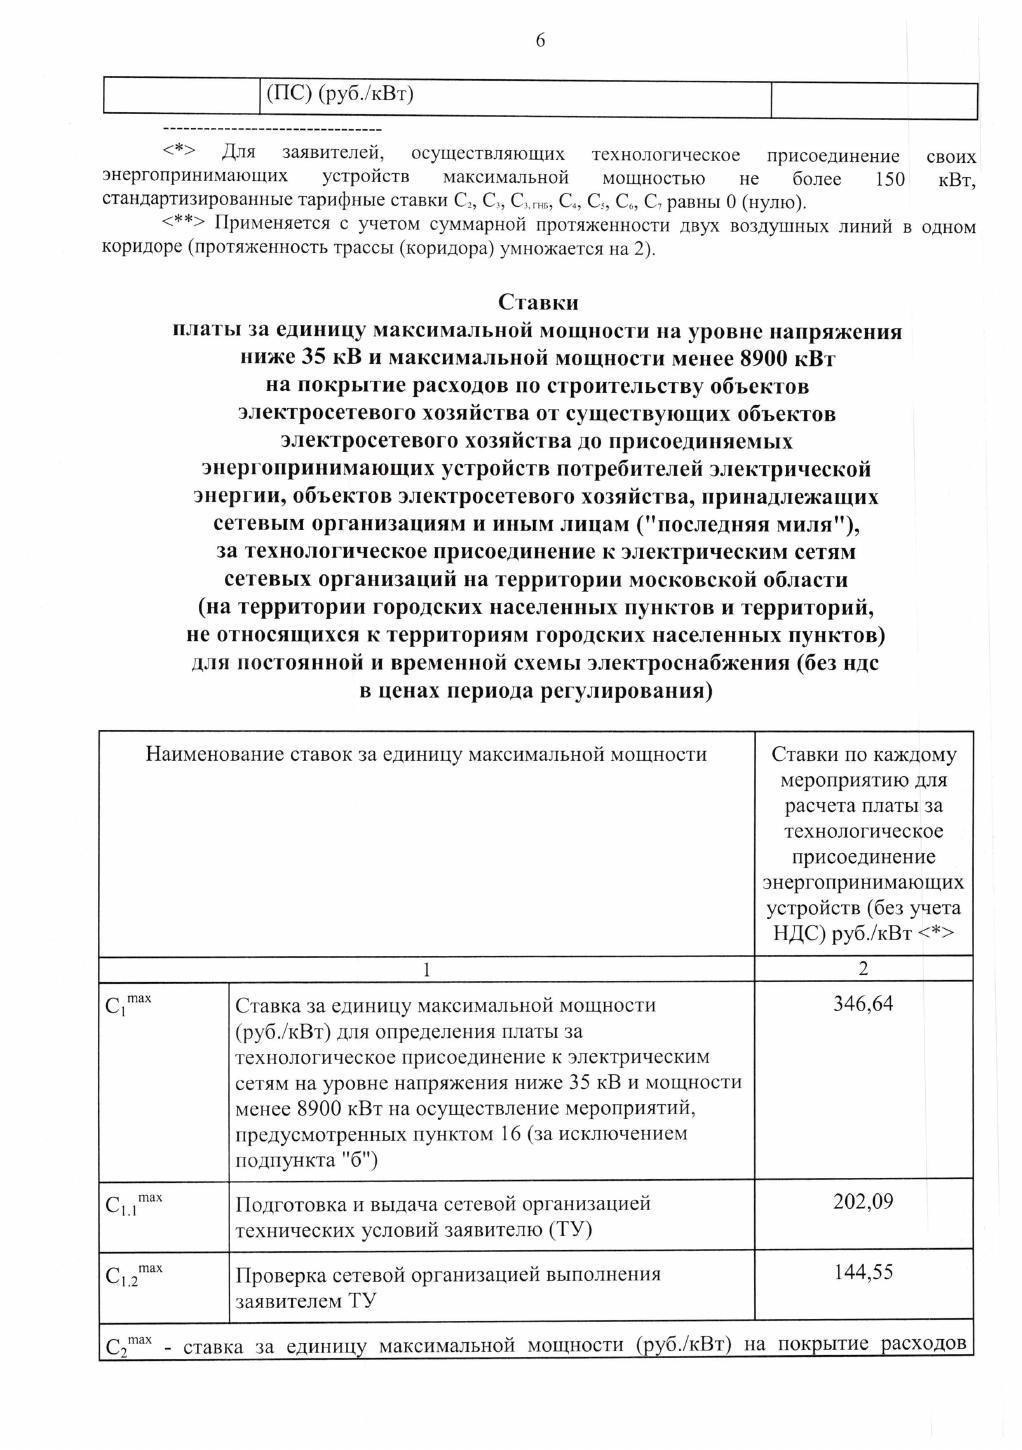 6
(ПС) (руб./кВт)
--------------------------------
<*> Для заявителей, осуществляющих технологическое присоединение своих
энергопринимающих устройств максимальной мощностью не более 150 кВт,
стандартизированные тарифные ставки С₂, С₃, С₃.ГНБ, С₄, С₅, С₆, С₇ равны 0 (нулю).
<**> Применяется с учетом суммарной протяженности двух воздушных линий в одном
коридоре (протяженность трассы (коридора) умножается на 2).
Ставки
платы за единицу максимальной мощности на уровне напряжения
ниже 35 кВ и максимальной мощности менее 8900 кВт
на покрытие расходов по строительству объектов
электросетевого хозяйства от существующих объектов
электросетевого хозяйства до присоединяемых
энергопринимающих устройств потребителей электрической
энергии, объектов электросетевого хозяйства, принадлежащих
сетевым организациям и иным лицам ("последняя миля"),
за технологическое присоединение к электрическим сетям
сетевых организаций на территории московской области
(на территории городских населенных пунктов и территорий,
не относящихся к территориям городских населенных пунктов)
для постоянной и временной схемы электроснабжения (без ндс
в ценах периода регулирования)
Наименование ставок за единицу максимальной мощности
Ставки по каждому
мероприятию для
расчета платы за
технологическое
присоединение
энергопринимающих
устройств (без учета
НДС) руб./кВт <*>
1
2
С₁ᵐᵃˣ
Ставка за единицу максимальной мощности
(руб./кВт) для определения платы за
технологическое присоединение к электрическим
сетям на уровне напряжения ниже 35 кВ и мощности
менее 8900 кВт на осуществление мероприятий,
предусмотренных пунктом 16 (за исключением
подпункта "б")
346,64
С₁.₁ᵐᵃˣ
Подготовка и выдача сетевой организацией
технических условий заявителю (ТУ)
202,09
С₁.₂ᵐᵃˣ
Проверка сетевой организацией выполнения
заявителем ТУ
144,55
С₂ᵐᵃˣ - ставка за единицу максимальной мощности (руб./кВт) на покрытие расходов